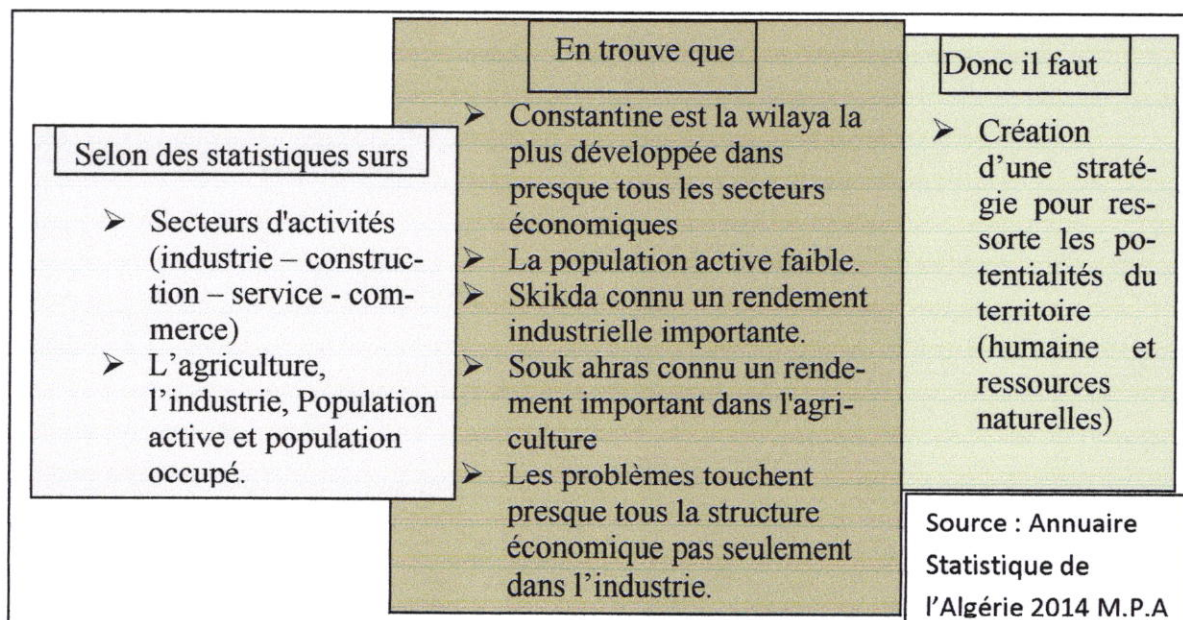 Selon des statistiques surs
➤ Secteurs d'activités
(industrie – construc-
tion – service - com-
merce)
➤ L'agriculture,
l'industrie, Population
active et population
occupé.
En trouve que
➤ Constantine est la wilaya la
plus développée dans
presque tous les secteurs
économiques
➤ La population active faible.
➤ Skikda connu un rendement
industrielle importante.
➤ Souk ahras connu un rende-
ment important dans l'agri-
culture
➤ Les problèmes touchent
presque tous la structure
économique pas seulement
dans l'industrie.
Donc il faut
➤ Création
d'une straté-
gie pour res-
sorte les po-
tentialités du
territoire
(humaine et
ressources
naturelles)
Source : Annuaire
Statistique de
l'Algérie 2014 M.P.A